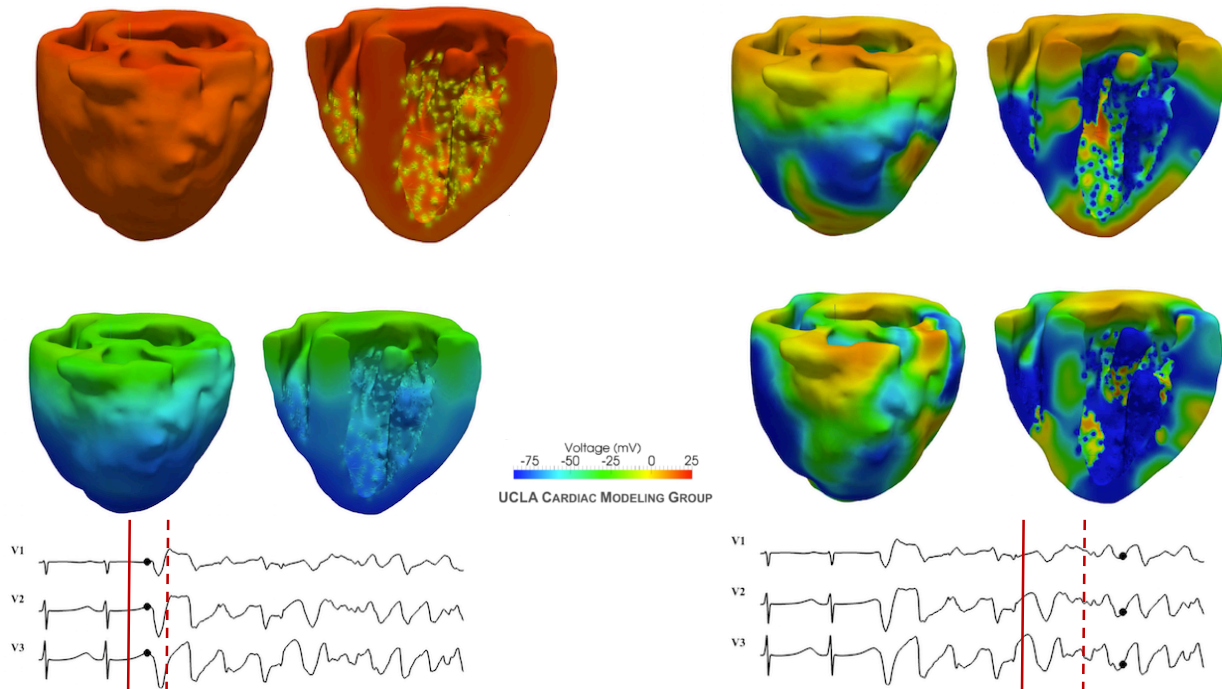 Voltage (mV)
-75 -50 -25 0 25
UCLA CARDIAC MODELING GROUP
V1
V2
V3
V1
V2
V3